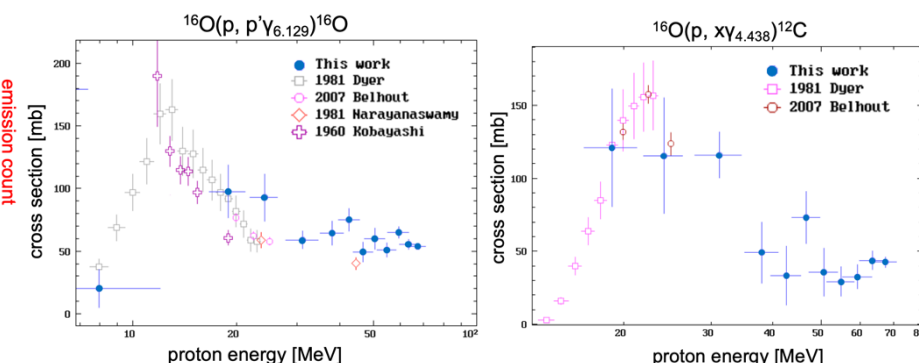 ¹⁶O(p, p'γ₆.₁₂₉)¹⁶O
emission count
cross section [mb]
200
150
100
50
0
This work
1981 Dyer
2007 Belhout
1981 Narayanaswamy
1960 Kobayashi
10
20
50
10²
proton energy [MeV]
¹⁶O(p, xγ₄.₄₃₈)¹²C
cross section [mb]
150
100
50
0
This work
1981 Dyer
2007 Belhout
20
30
40
50
60
70
8
proton energy [MeV]